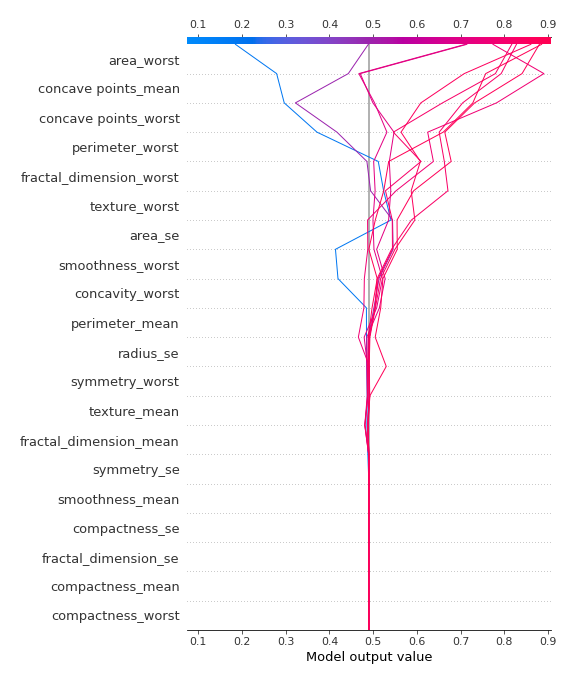 0.1 0.2 0.3 0.4 0.5 0.6 0.7 0.8 0.9
area_worst
concave points_mean
concave points_worst
perimeter_worst
fractal_dimension_worst
texture_worst
area_se
smoothness_worst
concavity_worst
perimeter_mean
radius_se
symmetry_worst
texture_mean
fractal_dimension_mean
symmetry_se
smoothness_mean
compactness_se
fractal_dimension_se
compactness_mean
compactness_worst
0.1 0.2 0.3 0.4 0.5 0.6 0.7 0.8 0.9
Model output value